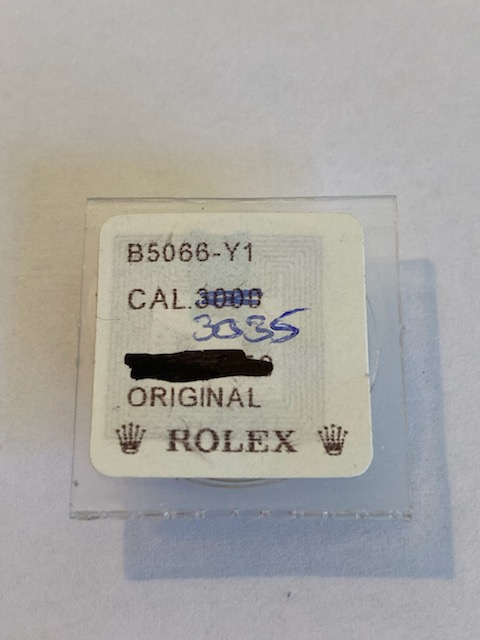 B5066-Y1
CAL.3000
3035
ORIGINAL
ROLEX